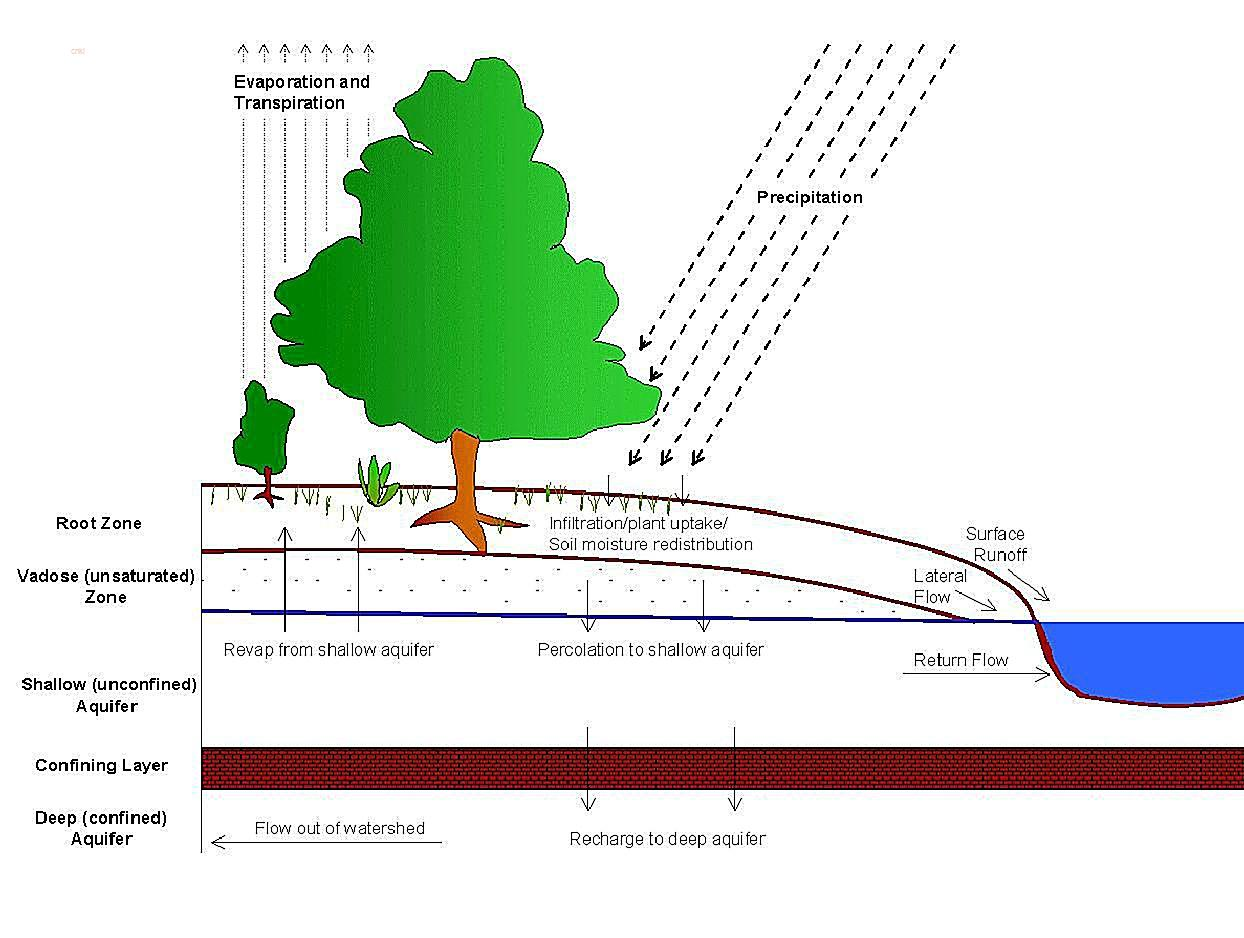 Evaporation and
Transpiration
Precipitation
Root Zone
Infiltration/plant uptake/
Soil moisture redistribution
Surface
Runoff
Lateral
Flow
Vadose (unsaturated)
Zone
Revap from shallow aquifer
Percolation to shallow aquifer
Return Flow
Shallow (unconfined)
Aquifer
Confining Layer
Deep (confined)
Aquifer
Flow out of watershed
Recharge to deep aquifer